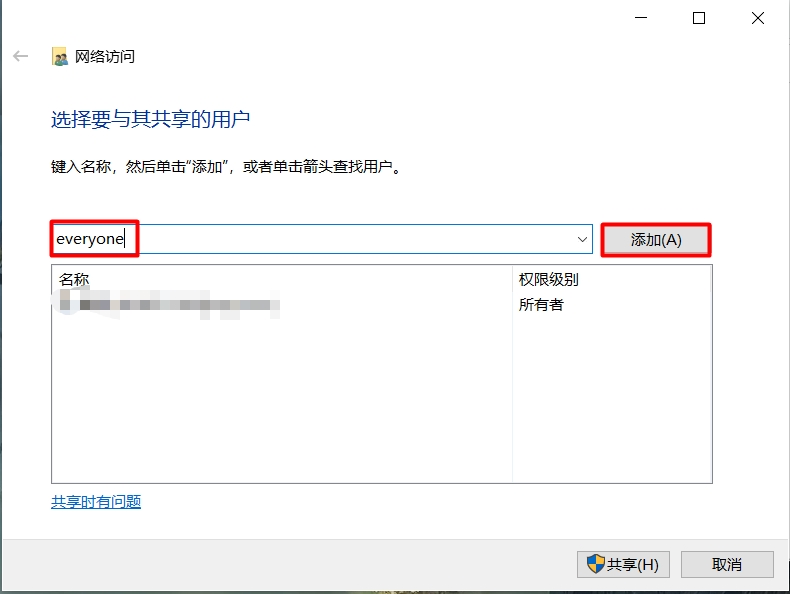 网络访问
选择要与其共享的用户
键入名称，然后单击“添加”，或者单击箭头查找用户。
everyone 添加(A)
名称 权限级别
所有者
共享时有问题
共享(H) 取消